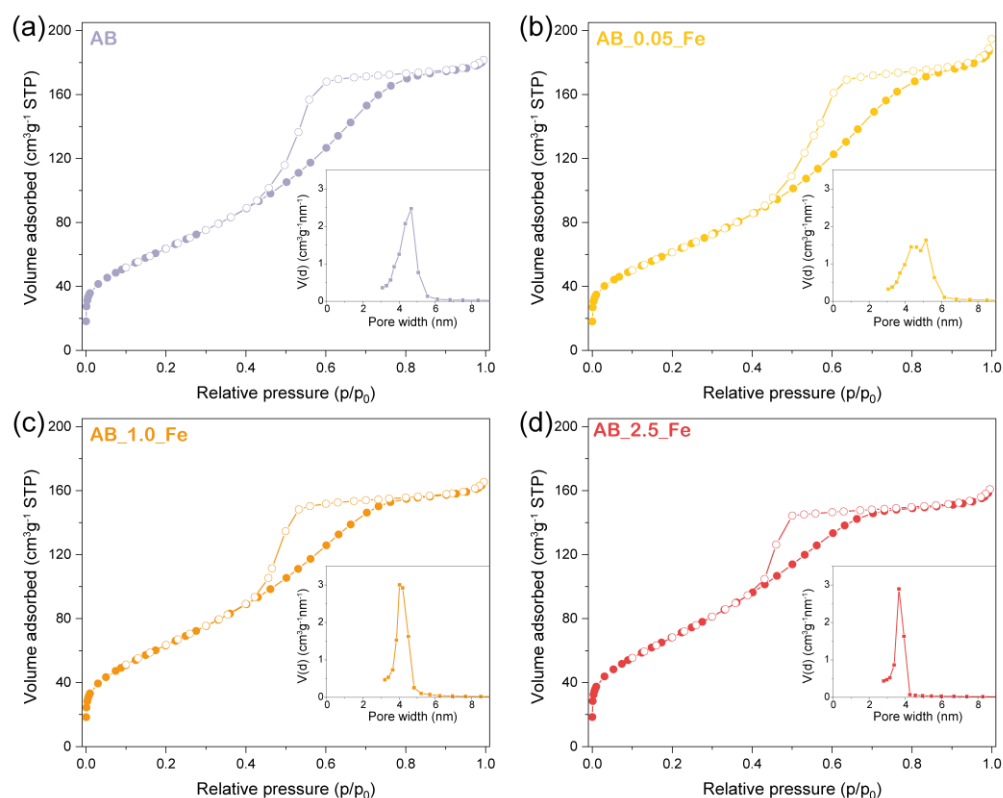 (a)
AB
Volume adsorbed (cm³g⁻¹ STP)
200
160
120
80
40
0
0.0 0.2 0.4 0.6 0.8 1.0
Relative pressure (p/p₀)
V(d) (cm³g⁻¹nm⁻¹)
3
2
1
0
0 2 4 6 8
Pore width (nm)
(b)
AB_0.05_Fe
Volume adsorbed (cm³g⁻¹ STP)
200
160
120
80
40
0
0.0 0.2 0.4 0.6 0.8 1.0
Relative pressure (p/p₀)
V(d) (cm³g⁻¹nm⁻¹)
3
2
1
0
0 2 4 6 8
Pore width (nm)
(c)
AB_1.0_Fe
Volume adsorbed (cm³g⁻¹ STP)
200
160
120
80
40
0
0.0 0.2 0.4 0.6 0.8 1.0
Relative pressure (p/p₀)
V(d) (cm³g⁻¹nm⁻¹)
3
2
1
0
0 2 4 6 8
Pore width (nm)
(d)
AB_2.5_Fe
Volume adsorbed (cm³g⁻¹ STP)
200
160
120
80
40
0
0.0 0.2 0.4 0.6 0.8 1.0
Relative pressure (p/p₀)
V(d) (cm³g⁻¹nm⁻¹)
3
2
1
0
0 2 4 6 8
Pore width (nm)